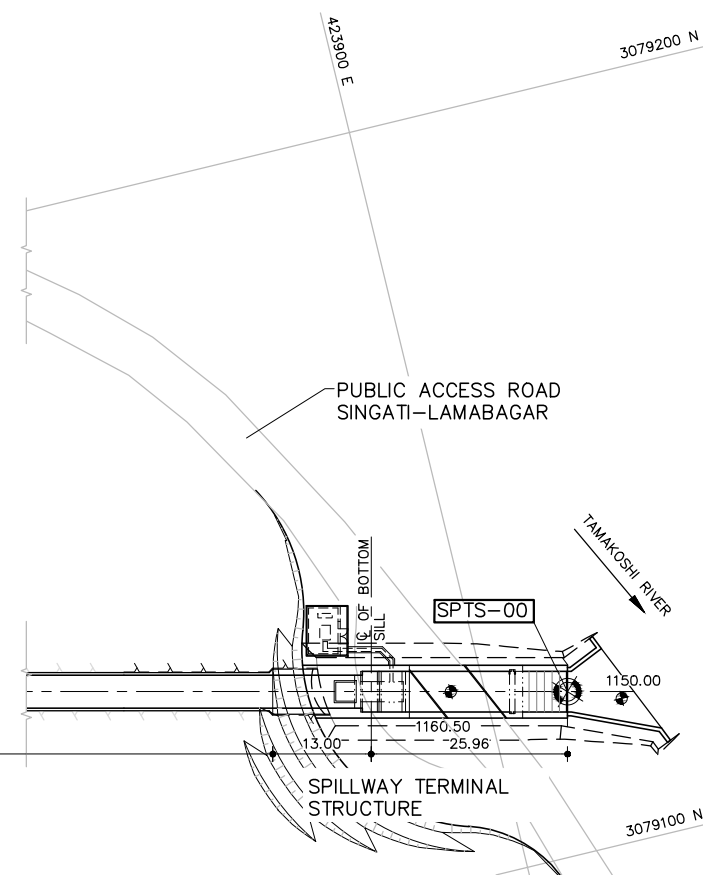 423900 E
3079200 N
PUBLIC ACCESS ROAD
SINGATI-LAMABAGAR
TAMAKOSHI RIVER
℄ OF BOTTOM
SILL
SPTS-00
1150.00
1160.50
13.00
25.96
SPILLWAY TERMINAL
STRUCTURE
3079100 N